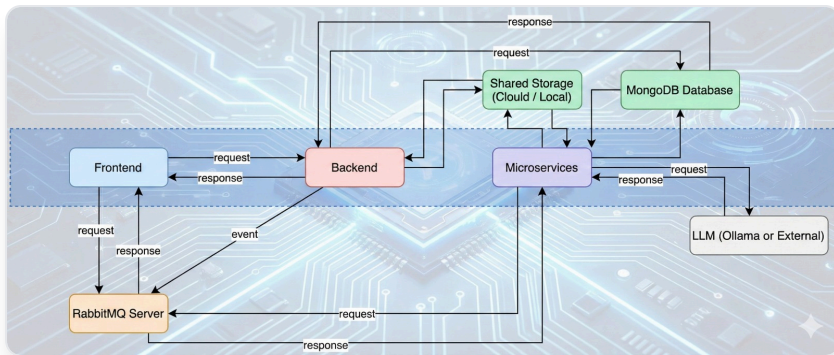 response
request
Shared Storage
(Clould / Local)
MongoDB Database
Frontend
request
response
Backend
Microservices
request
response
request
response
event
LLM (Ollama or External)
RabbitMQ Server
request
response